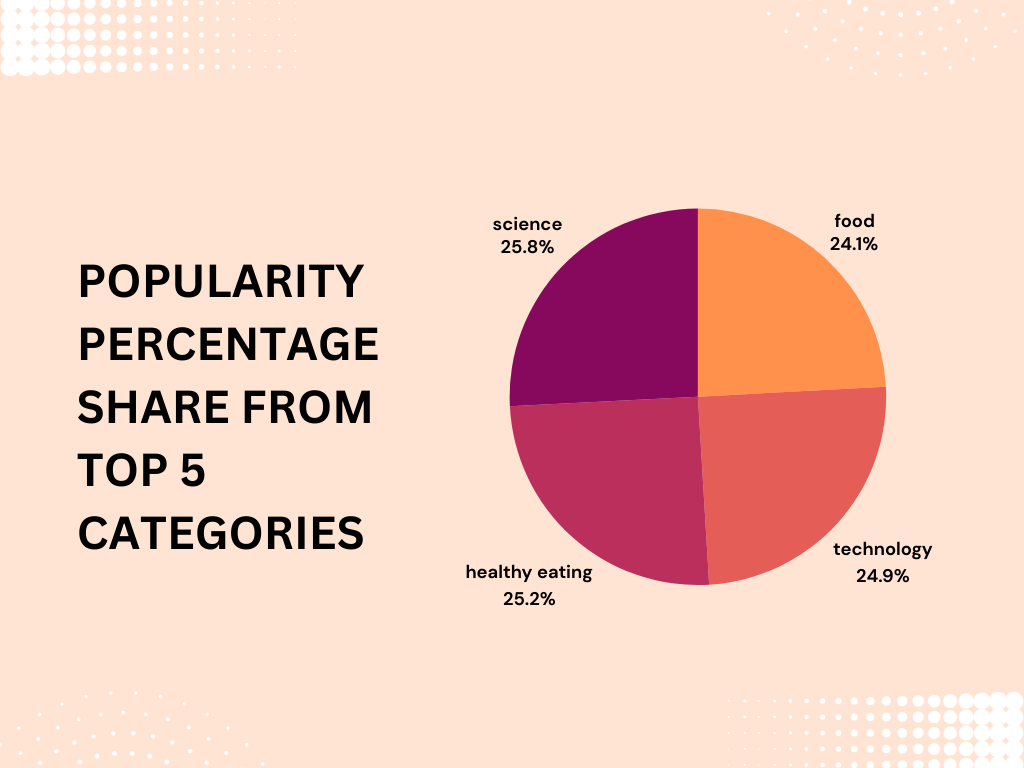 POPULARITY
PERCENTAGE
SHARE FROM
TOP 5
CATEGORIES
science
25.8%
food
24.1%
healthy eating
25.2%
technology
24.9%